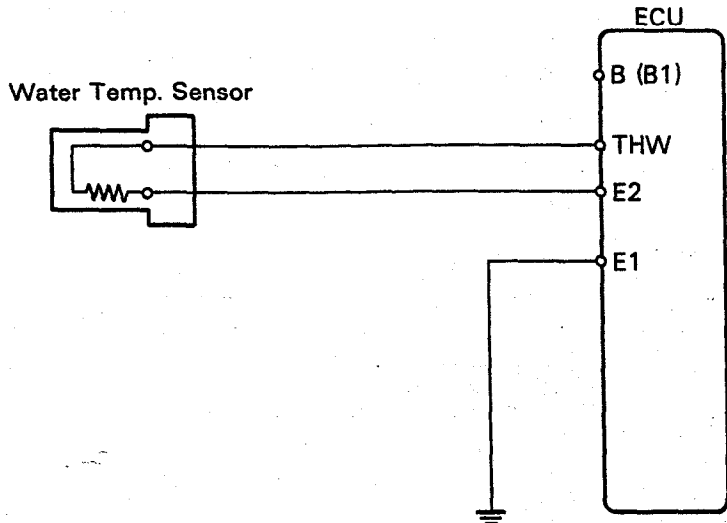 ECU
B (B1)
Water Temp. Sensor
THW
E2
E1